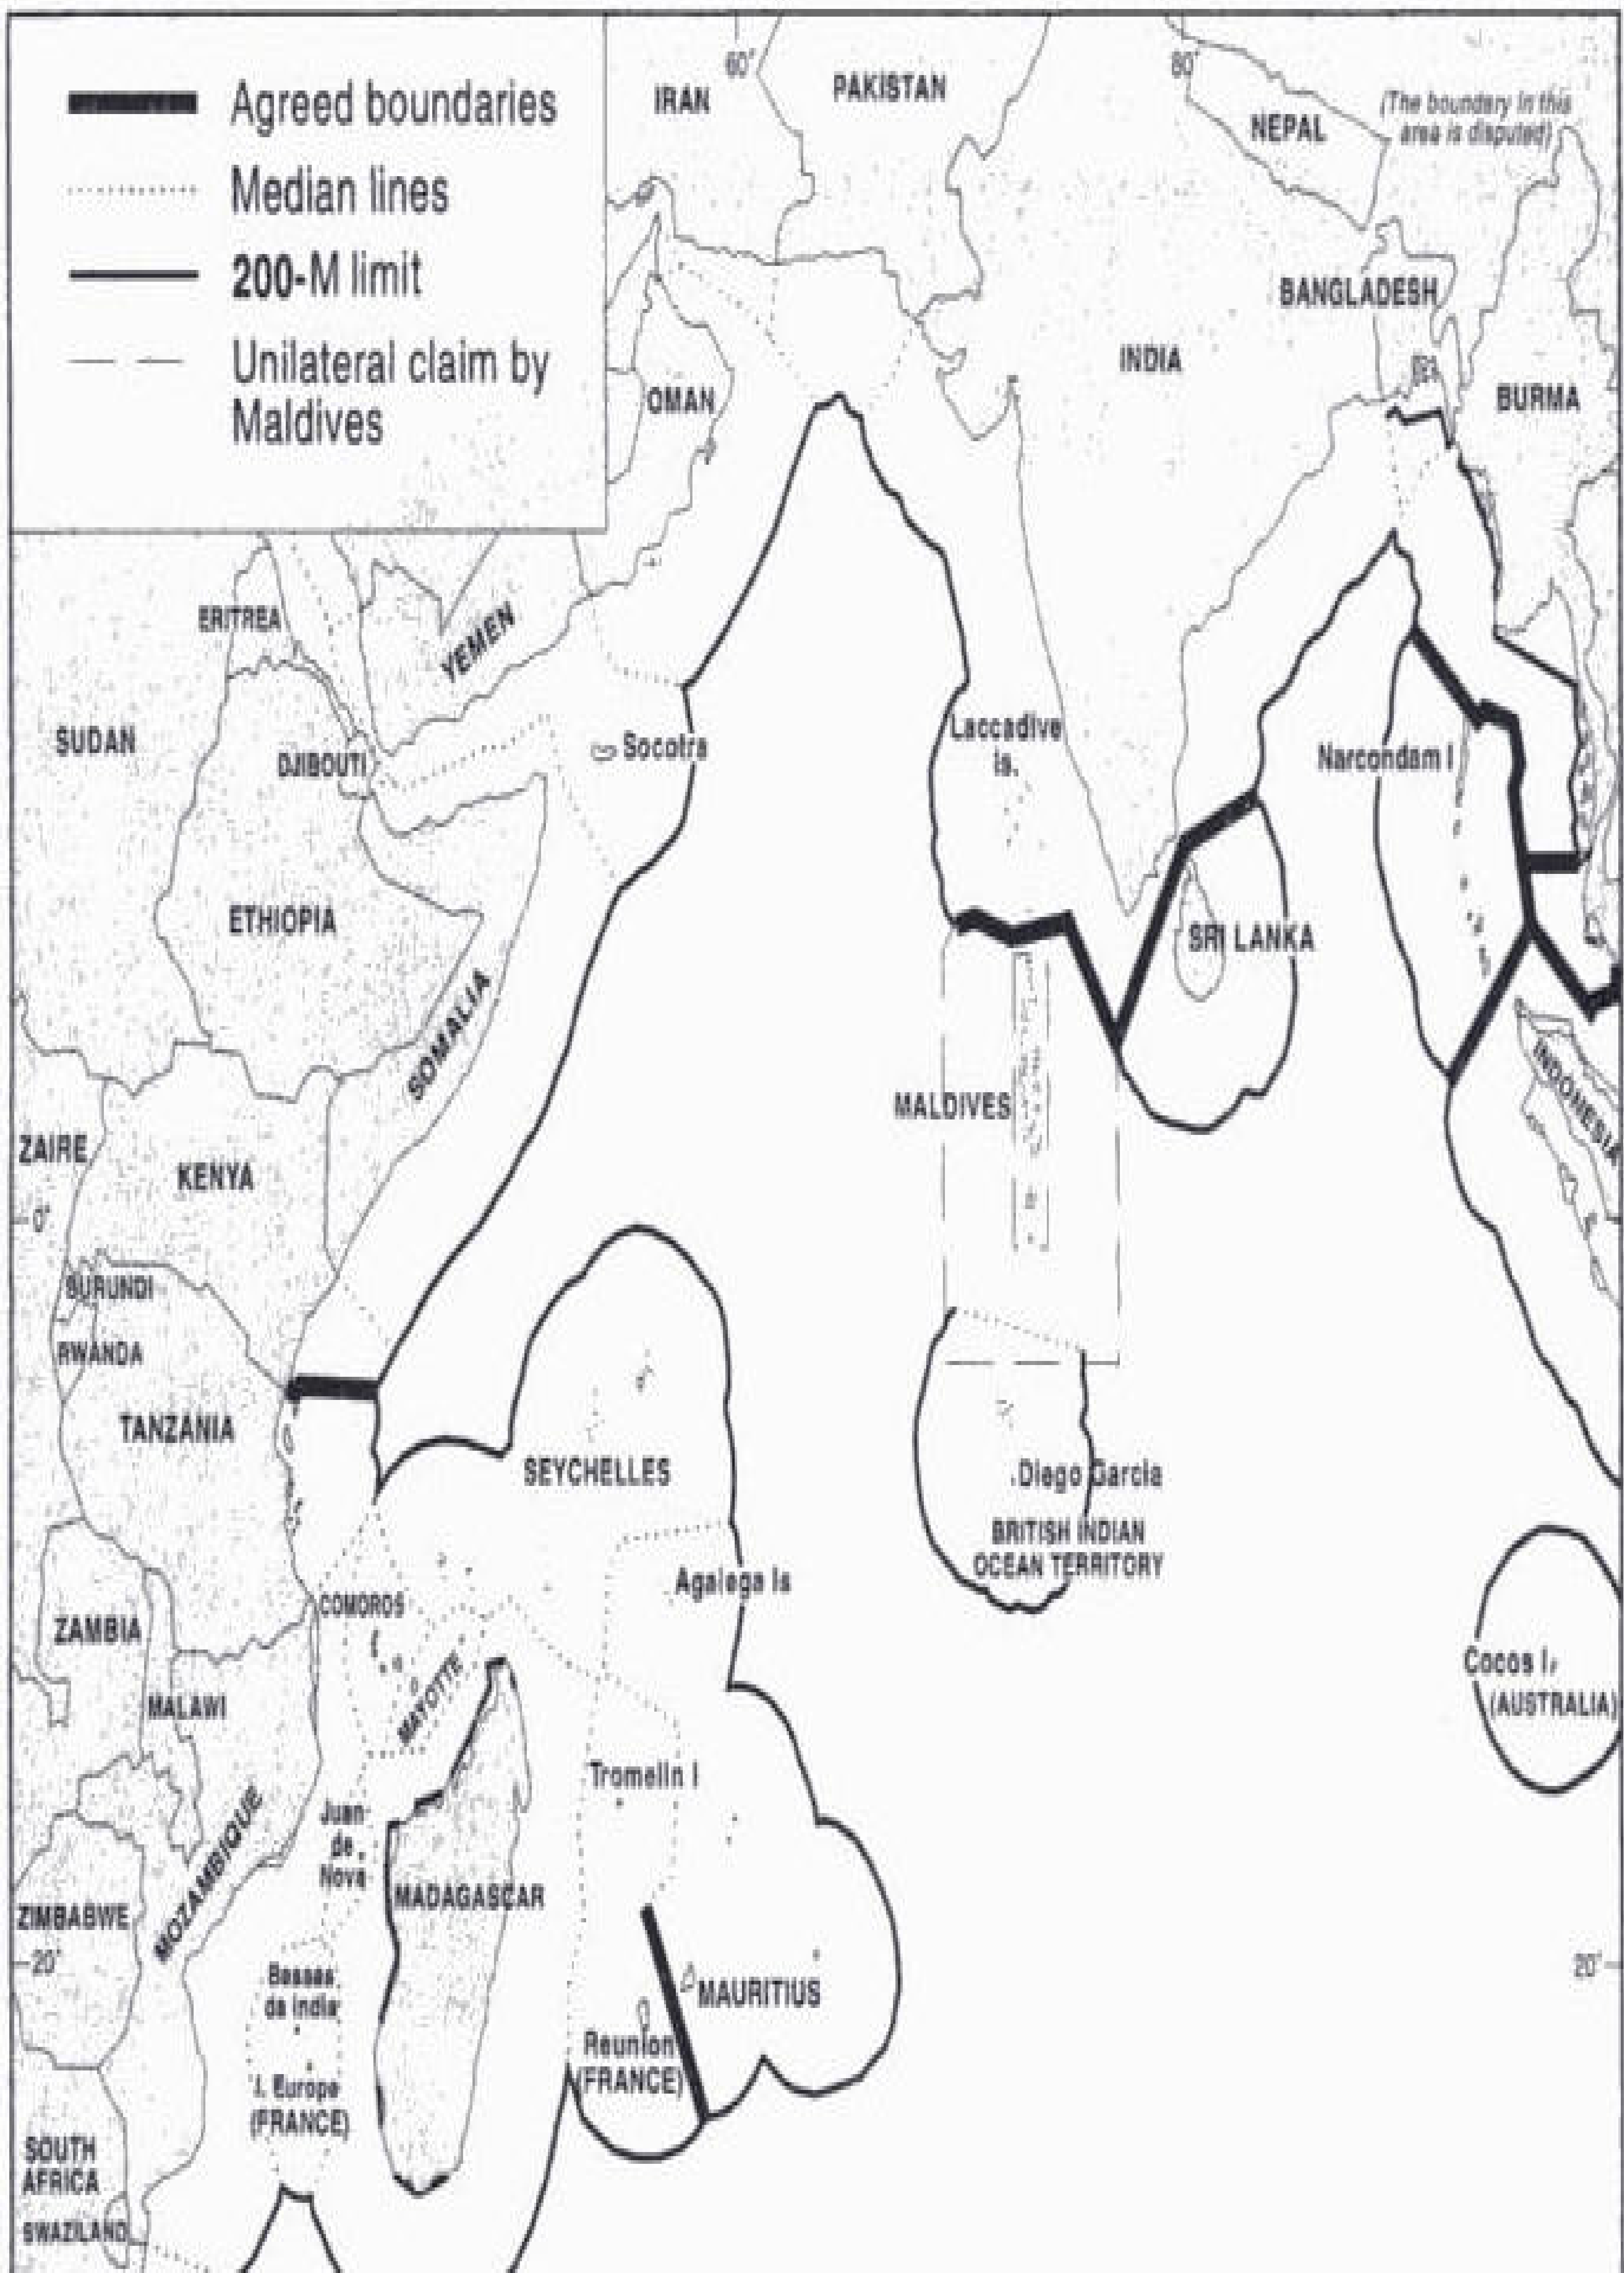 Agreed boundaries
Median lines
200-M limit
Unilateral claim by
Maldives
60°
80°
IRAN
PAKISTAN
NEPAL
(The boundary in this
area is disputed)
BANGLADESH
INDIA
BURMA
OMAN
ERITREA
YEMEN
SUDAN
DJIBOUTI
Socotra
Laccadive
Is.
Narcondam I
ETHIOPIA
SRI LANKA
SOMALIA
INDONESIA
MALDIVES
ZAIRE
KENYA
0°
BURUNDI
RWANDA
TANZANIA
SEYCHELLES
Diego Garcia
BRITISH INDIAN
OCEAN TERRITORY
Agalega Is
COMOROS
ZAMBIA
MAYOTTE
MALAWI
Cocos I.
(AUSTRALIA)
Tromelin I
Juan
de
Nova
MOZAMBIQUE
MADAGASCAR
ZIMBABWE
20°
20°
Bassas
da India
MAURITIUS
Reunion
(FRANCE)
I. Europa
(FRANCE)
SOUTH
AFRICA
SWAZILAND